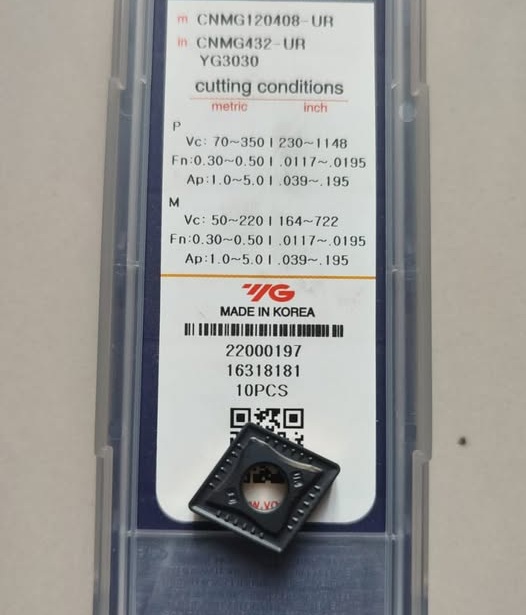 m CNMG120408-UR
in CNMG432-UR
YG3030
cutting conditions
metric inch
P
Vc: 70~350 | 230~1148
Fn:0.30~0.50 | .0117~.0195
Ap:1.0~5.0 | .039~.195
M
Vc: 50~220 | 164~722
Fn:0.30~0.50 | .0117~.0195
Ap:1.0~5.0 | .039~.195
YG
MADE IN KOREA
22000197
16318181
10PCS